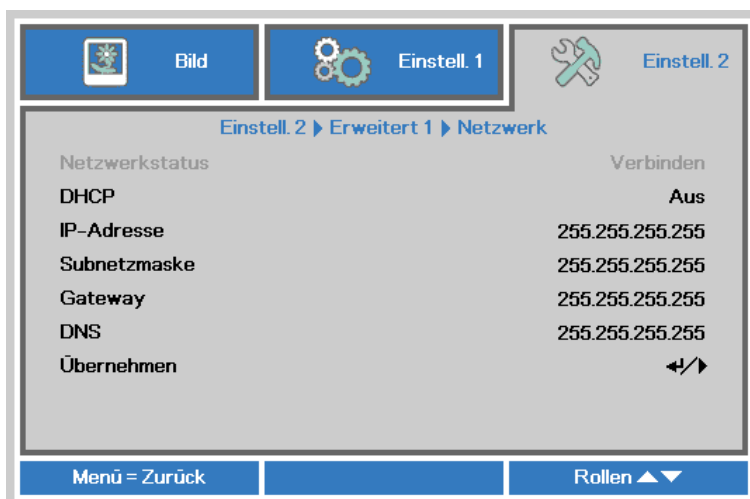 Bild
Einstell. 1
Einstell. 2
Einstell. 2 ▶ Erweitert 1 ▶ Netzwerk
Netzwerkstatus Verbinden
DHCP Aus
IP-Adresse 255.255.255.255
Subnetzmaske 255.255.255.255
Gateway 255.255.255.255
DNS 255.255.255.255
Übernehmen ↵/▶
Menü = Zurück
Rollen ▲▼